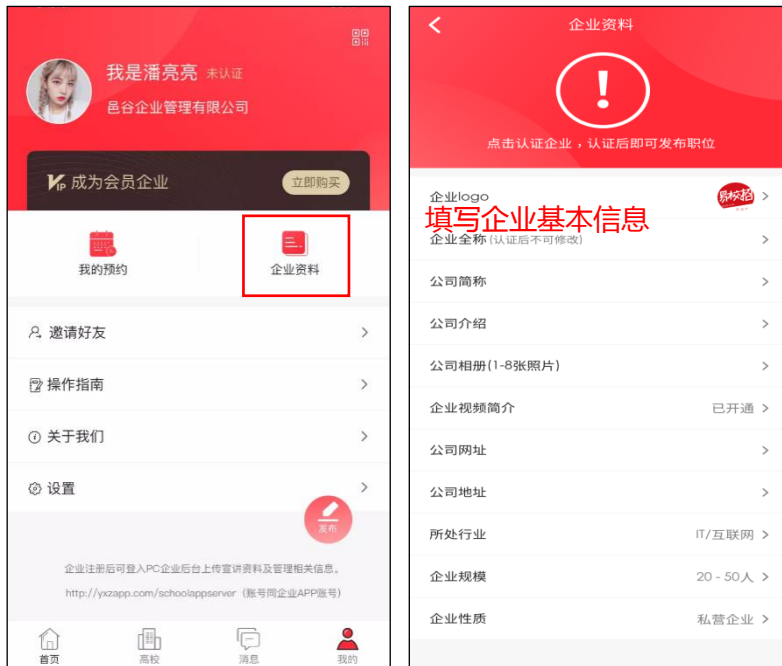 我是潘亮亮 未认证
邑谷企业管理有限公司
VIP 成为会员企业 立即购买
我的预约 企业资料
邀请好友
操作指南
关于我们
设置
发布
企业注册后可登入PC企业后台上传宣讲资料及管理相关信息。
http://yxzapp.com/schoolappserver（账号同企业APP账号）
首页 高校 消息 我的
企业资料
点击认证企业，认证后即可发布职位
企业logo 易校招
填写企业基本信息
企业全称(认证后不可修改)
公司简称
公司介绍
公司相册(1-8张照片)
企业视频简介 已开通
公司网址
公司地址
所处行业 IT/互联网
企业规模 20-50人
企业性质 私营企业